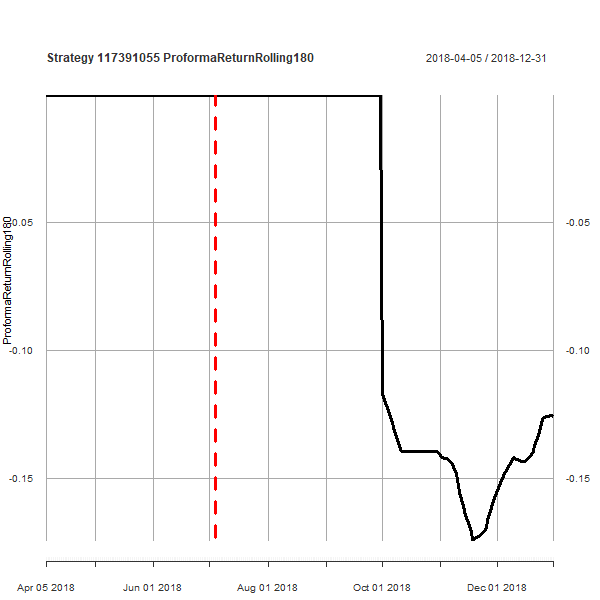 Strategy 117391055 ProformaReturnRolling180
2018-04-05 / 2018-12-31
ProformaReturnRolling180
-0.05
-0.05
-0.10
-0.10
-0.15
-0.15
Apr 05 2018
Jun 01 2018
Aug 01 2018
Oct 01 2018
Dec 01 2018